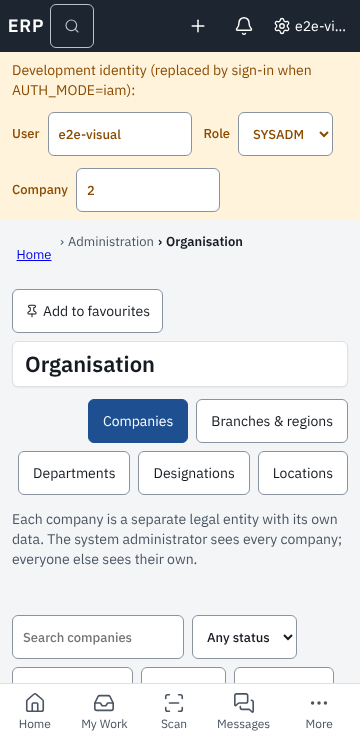 ERP e2e-vi...
Development identity (replaced by sign-in when
AUTH_MODE=iam):
User e2e-visual Role SYSADM
Company 2
Home › Administration › Organisation
Add to favourites
Organisation
Companies Branches & regions
Departments Designations Locations
Each company is a separate legal entity with its own
data. The system administrator sees every company;
everyone else sees their own.
Search companies Any status
Home My Work Scan Messages More